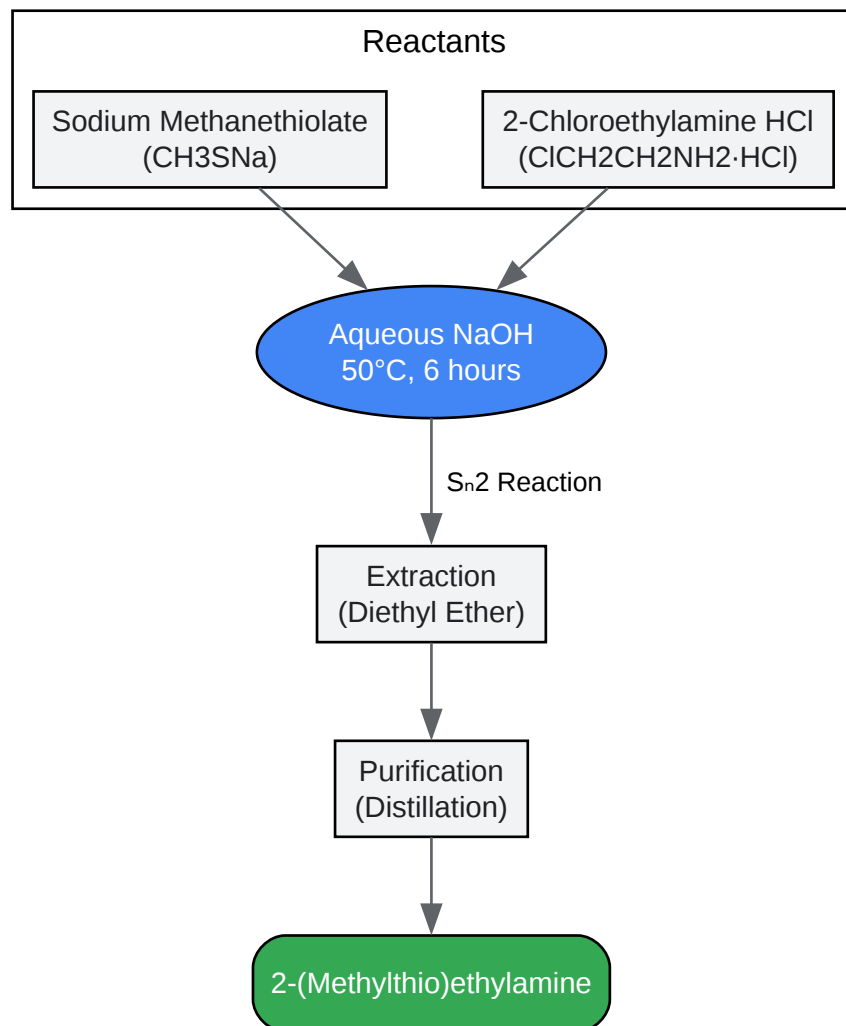 Reactants
Sodium Methanethiolate
(CH3SNa)
2-Chloroethylamine HCl
(ClCH2CH2NH2·HCl)
Aqueous NaOH
50°C, 6 hours
Sₙ2 Reaction
Extraction
(Diethyl Ether)
Purification
(Distillation)
2-(Methylthio)ethylamine